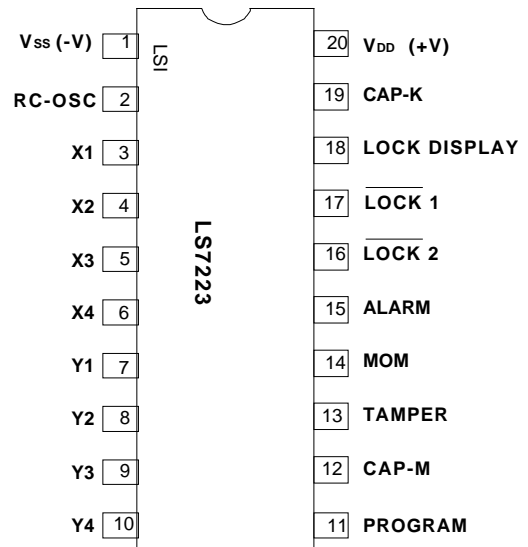 VSS (-V) 1
RC-OSC 2
X1 3
X2 4
X3 5
X4 6
Y1 7
Y2 8
Y3 9
Y4 10
LSI
LS7223
20 VDD (+V)
19 CAP-K
18 LOCK DISPLAY
17 LOCK 1
16 LOCK 2
15 ALARM
14 MOM
13 TAMPER
12 CAP-M
11 PROGRAM